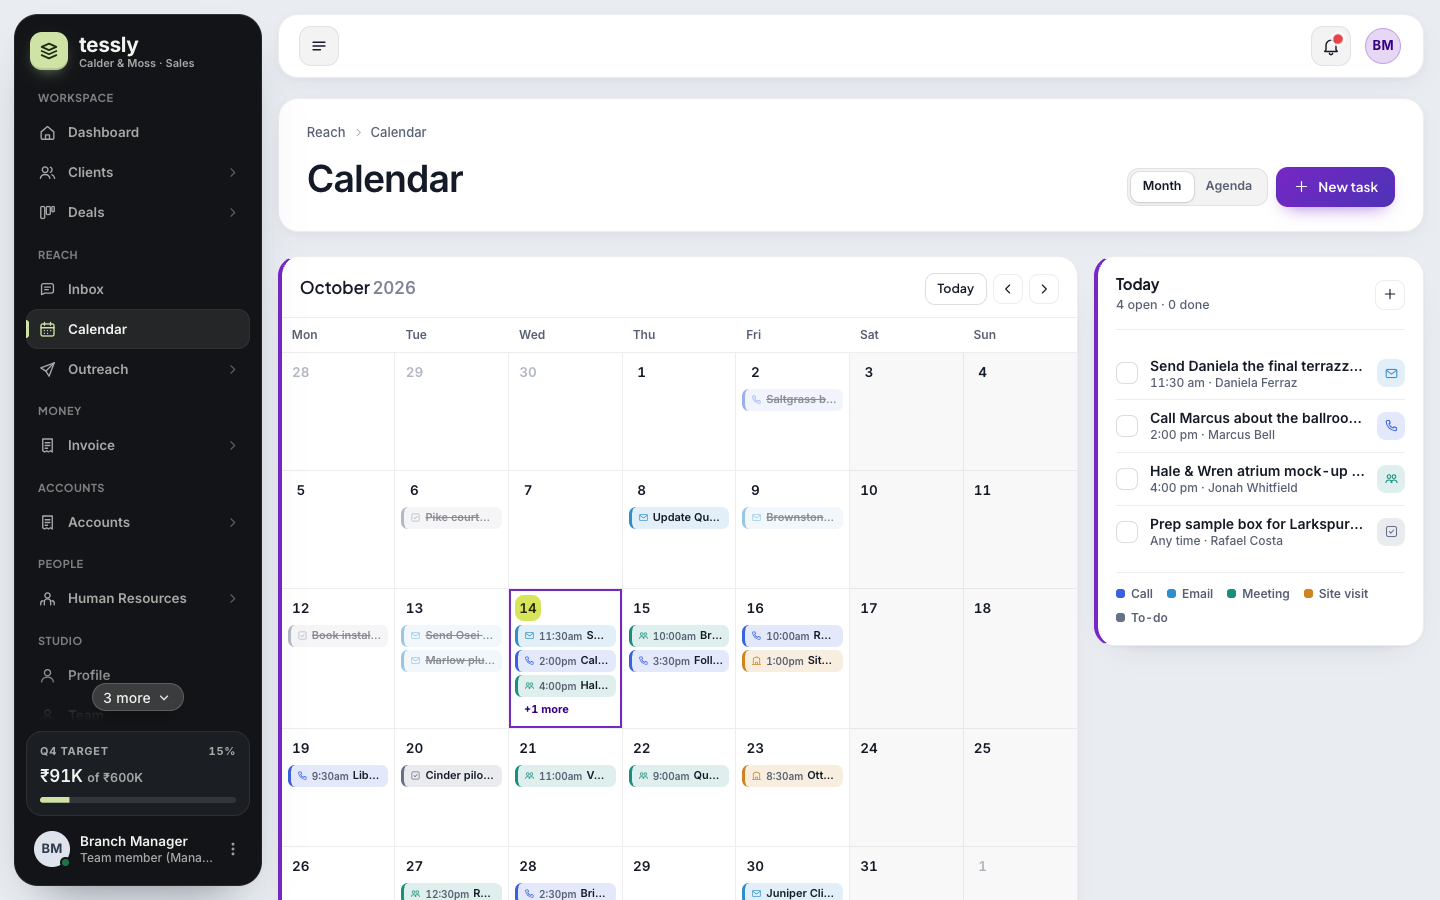 tessly
Calder & Moss · Sales
WORKSPACE
Dashboard
Clients
Deals
REACH
Inbox
Calendar
Outreach
MONEY
Invoice
ACCOUNTS
Accounts
PEOPLE
Human Resources
STUDIO
Profile
3 more
Team
Q4 TARGET 15%
₹91K of ₹600K
BM
Branch Manager
Team member (Mana...
BM
Reach > Calendar
Calendar
Month Agenda
+ New task
October 2026
Today
Mon Tue Wed Thu Fri Sat Sun
28 29 30 1 2 3 4
Saltgrass b...
5 6 7 8 9 10 11
Pike court... Update Qu... Brownston...
12 13 14 15 16 17 18
Book instal... Send Osei ... 11:30am S... 10:00am Br... 10:00am R...
Marlow plu... 2:00pm Cal... 3:30pm Foll... 1:00pm Sit...
4:00pm Hal...
+1 more
19 20 21 22 23 24 25
9:30am Lib... Cinder pilo... 11:00am V... 9:00am Qu... 8:30am Ott...
26 27 28 29 30 31 1
12:30pm R... 2:30pm Bri... Juniper Cli...
Today
4 open · 0 done
Send Daniela the final terrazz...
11:30 am · Daniela Ferraz
Call Marcus about the ballroo...
2:00 pm · Marcus Bell
Hale & Wren atrium mock-up ...
4:00 pm · Jonah Whitfield
Prep sample box for Larkspur...
Any time · Rafael Costa
Call Email Meeting Site visit
To-do